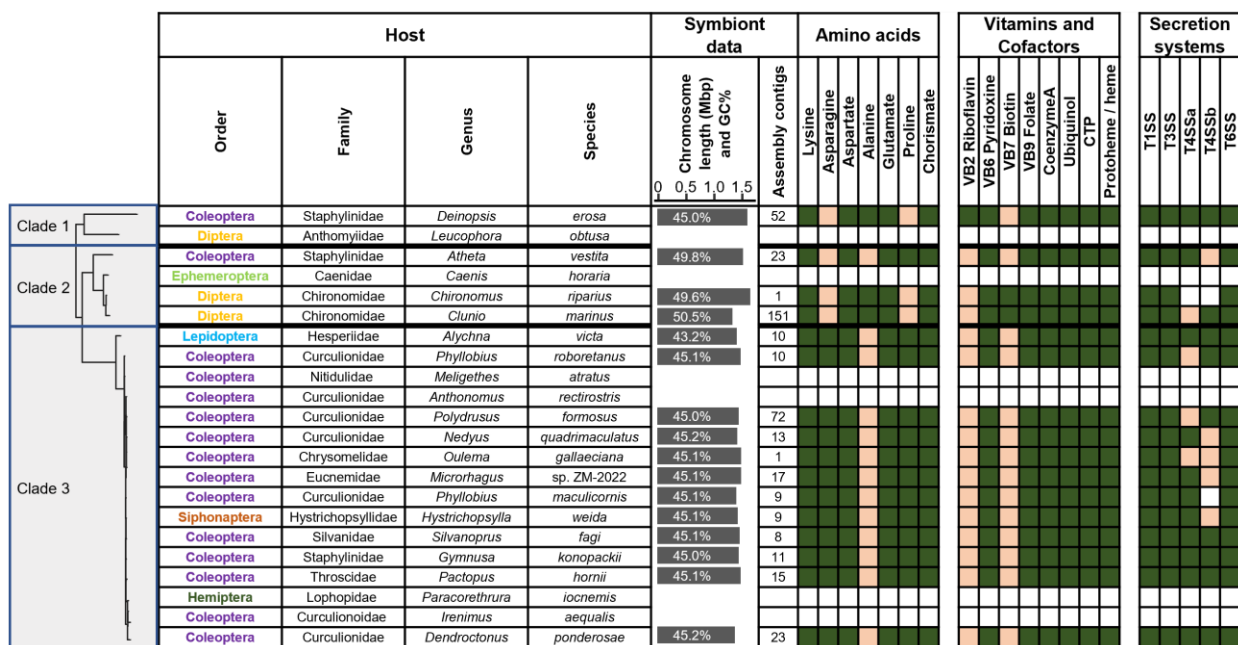 Host
Symbiont data
Amino acids
Vitamins and Cofactors
Secretion systems
Order
Family
Genus
Species
Chromosome length (Mbp) and GC%
0 0.5 1.0 1.5
Assembly contigs
Lysine
Asparagine
Aspartate
Alanine
Glutamate
Proline
Chorismate
VB2 Riboflavin
VB6 Pyridoxine
VB7 Biotin
VB9 Folate
CoenzymeA
Ubiquinol
CTP
Protoheme / heme
T1SS
T3SS
T4SSa
T4SSb
T6SS
Clade 1
Coleoptera Staphylinidae Deinopsis erosa 45.0% 52
Diptera Anthomyiidae Leucophora obtusa
Clade 2
Coleoptera Staphylinidae Atheta vestita 49.8% 23
Ephemeroptera Caenidae Caenis horaria
Diptera Chironomidae Chironomus riparius 49.6% 1
Diptera Chironomidae Clunio marinus 50.5% 151
Clade 3
Lepidoptera Hesperiidae Alychna victa 43.2% 10
Coleoptera Curculionidae Phyllobius roboretanus 45.1% 10
Coleoptera Nitidulidae Meligethes atratus
Coleoptera Curculionidae Anthonomus rectirostris
Coleoptera Curculionidae Polydrusus formosus 45.0% 72
Coleoptera Curculionidae Nedyus quadrimaculatus 45.2% 13
Coleoptera Chrysomelidae Oulema gallaeciana 45.1% 1
Coleoptera Eucnemidae Microrhagus sp. ZM-2022 45.1% 17
Coleoptera Curculionidae Phyllobius maculicornis 45.1% 9
Siphonaptera Hystrichopsyllidae Hystrichopsylla weida 45.1% 9
Coleoptera Silvanidae Silvanoprus fagi 45.1% 8
Coleoptera Staphylinidae Gymnusa konopackii 45.0% 11
Coleoptera Throscidae Pactopus hornii 45.1% 15
Hemiptera Lophopidae Paracorethrura iocnemis
Coleoptera Curculionoidae Irenimus aequalis
Coleoptera Curculionidae Dendroctonus ponderosae 45.2% 23